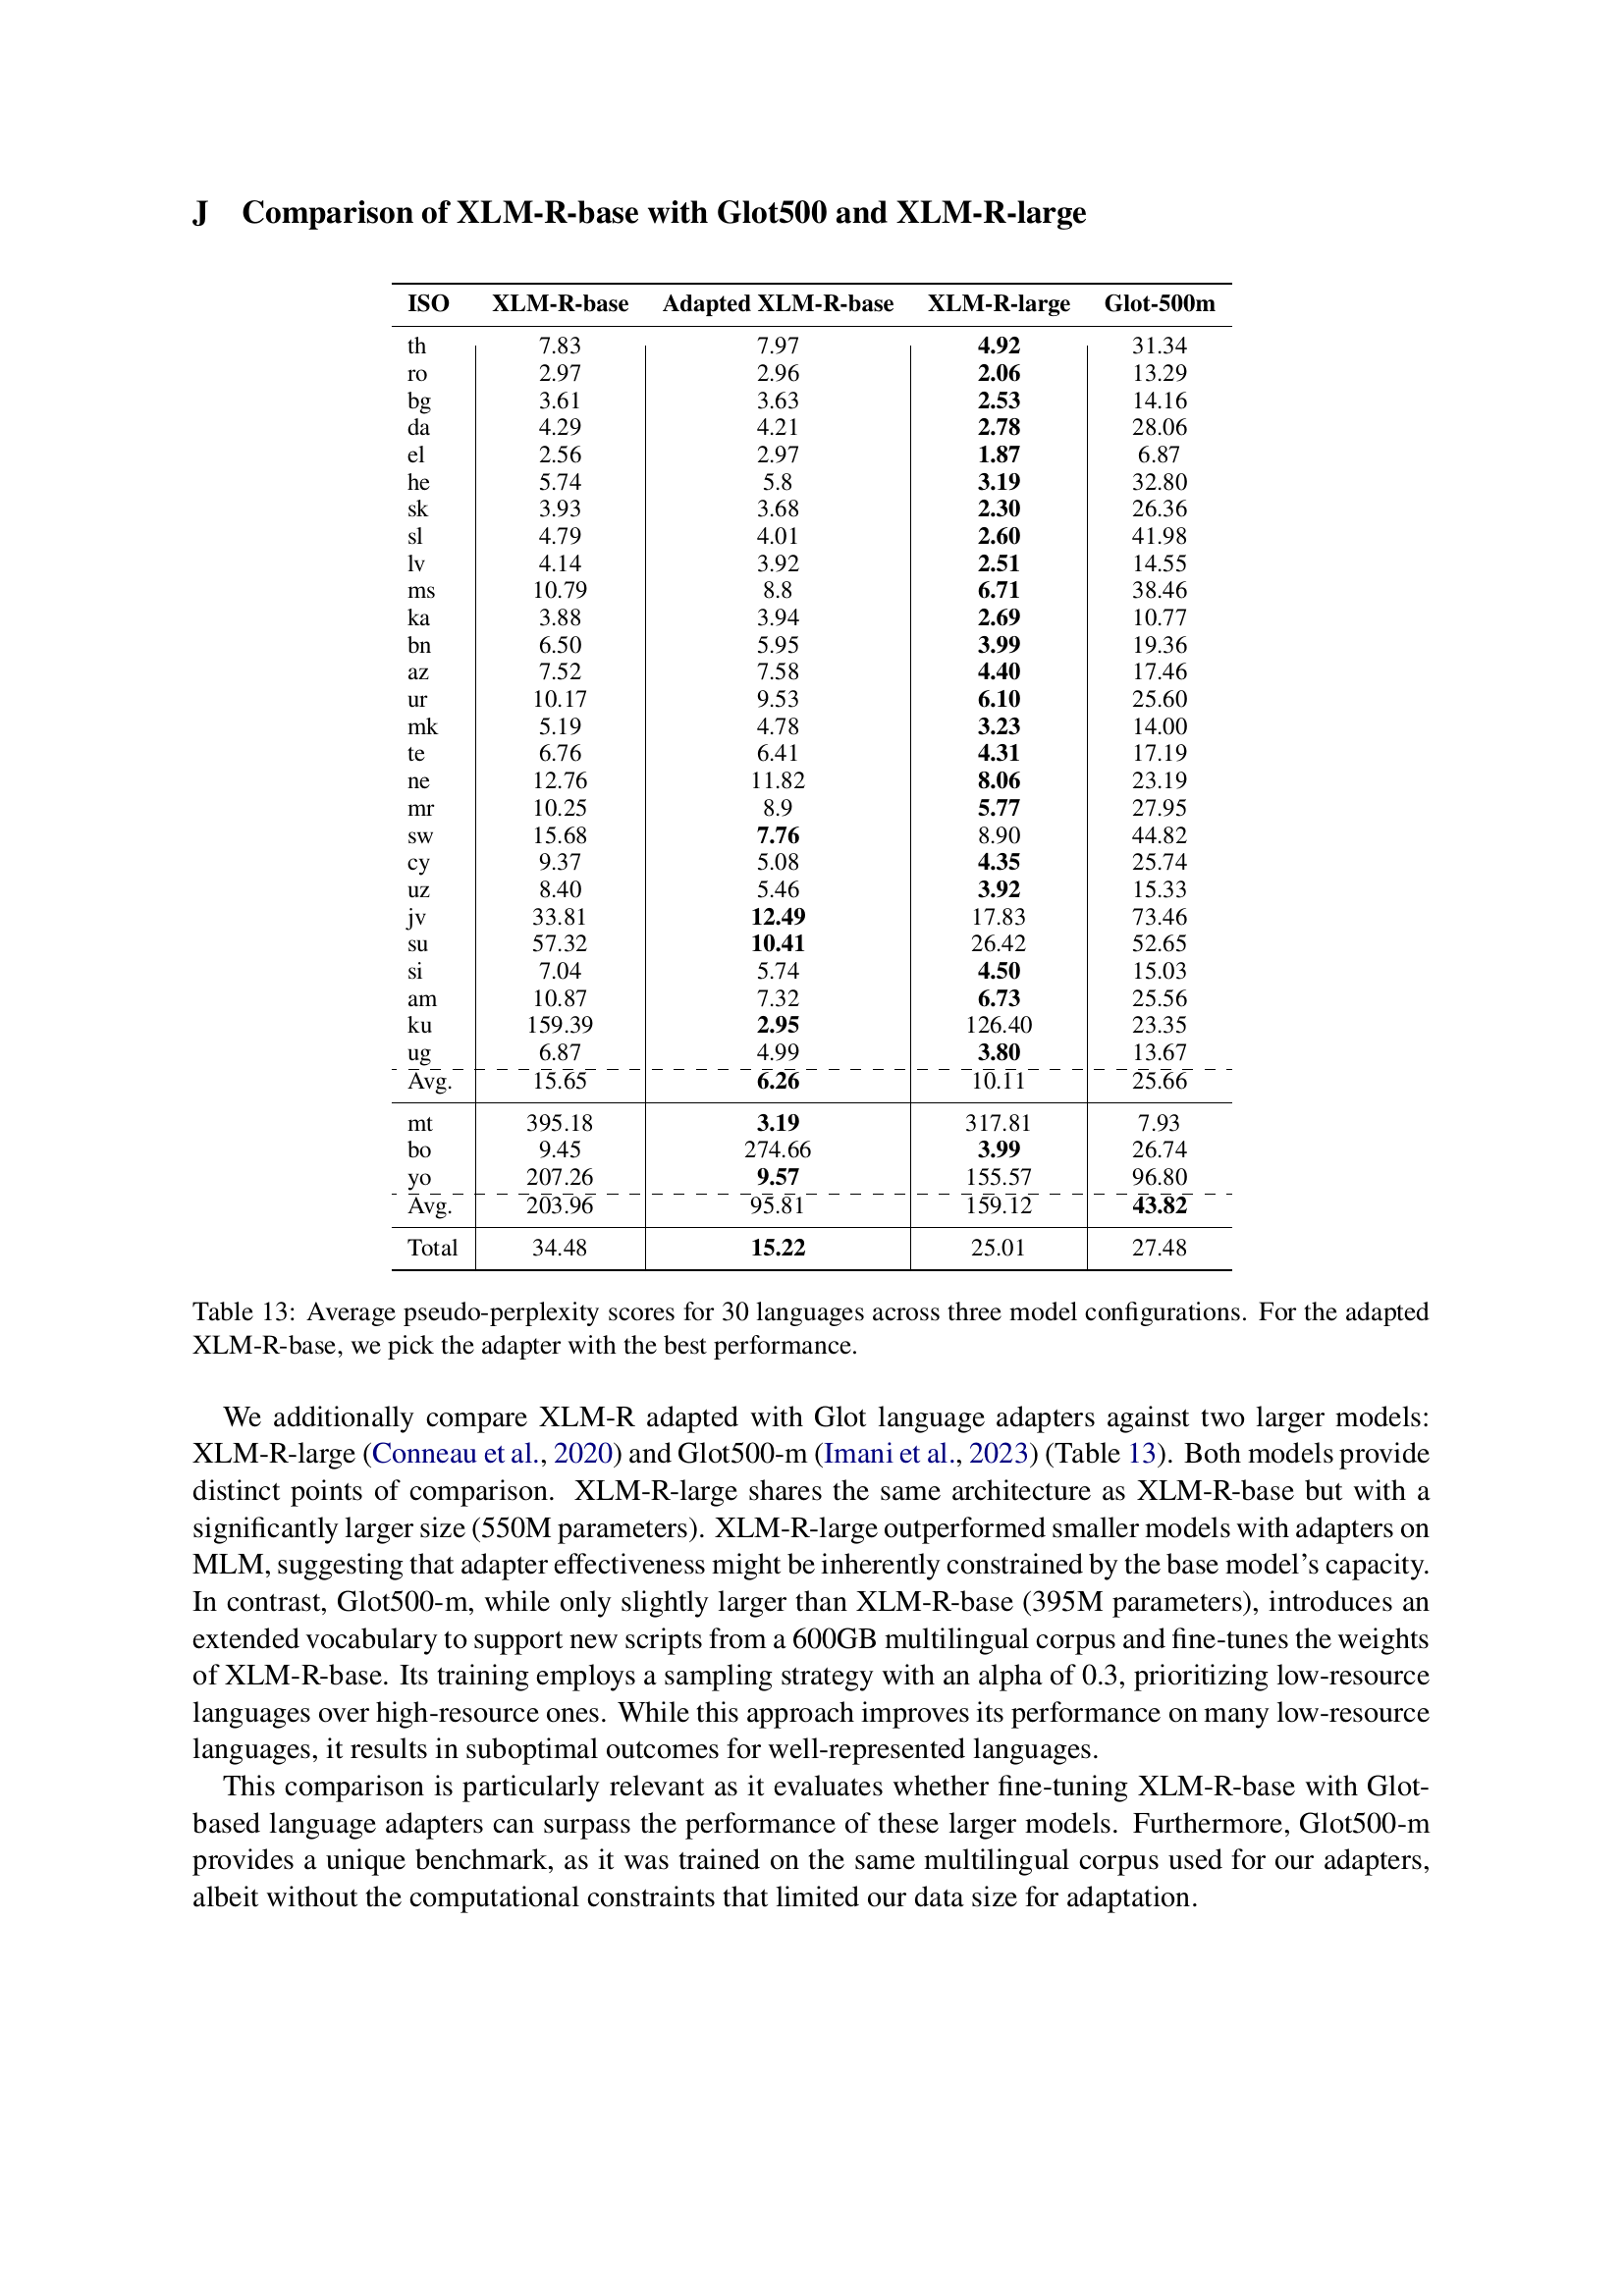 J Comparison of XLM-R-base with Glot500 and XLM-R-large
ISO XLM-R-base Adapted XLM-R-base XLM-R-large Glot-500m
th 7.83 7.97 4.92 31.34
ro 2.97 2.96 2.06 13.29
bg 3.61 3.63 2.53 14.16
da 4.29 4.21 2.78 28.06
el 2.56 2.97 1.87 6.87
he 5.74 5.8 3.19 32.80
sk 3.93 3.68 2.30 26.36
sl 4.79 4.01 2.60 41.98
lv 4.14 3.92 2.51 14.55
ms 10.79 8.8 6.71 38.46
ka 3.88 3.94 2.69 10.77
bn 6.50 5.95 3.99 19.36
az 7.52 7.58 4.40 17.46
ur 10.17 9.53 6.10 25.60
mk 5.19 4.78 3.23 14.00
te 6.76 6.41 4.31 17.19
ne 12.76 11.82 8.06 23.19
mr 10.25 8.9 5.77 27.95
sw 15.68 7.76 8.90 44.82
cy 9.37 5.08 4.35 25.74
uz 8.40 5.46 3.92 15.33
jv 33.81 12.49 17.83 73.46
su 57.32 10.41 26.42 52.65
si 7.04 5.74 4.50 15.03
am 10.87 7.32 6.73 25.56
ku 159.39 2.95 126.40 23.35
ug 6.87 4.99 3.80 13.67
Avg. 15.65 6.26 10.11 25.66
mt 395.18 3.19 317.81 7.93
bo 9.45 274.66 3.99 26.74
yo 207.26 9.57 155.57 96.80
Avg. 203.96 95.81 159.12 43.82
Total 34.48 15.22 25.01 27.48
Table 13: Average pseudo-perplexity scores for 30 languages across three model configurations. For the adapted
XLM-R-base, we pick the adapter with the best performance.
We additionally compare XLM-R adapted with Glot language adapters against two larger models:
XLM-R-large (Conneau et al., 2020) and Glot500-m (Imani et al., 2023) (Table 13). Both models provide
distinct points of comparison. XLM-R-large shares the same architecture as XLM-R-base but with a
significantly larger size (550M parameters). XLM-R-large outperformed smaller models with adapters on
MLM, suggesting that adapter effectiveness might be inherently constrained by the base model's capacity.
In contrast, Glot500-m, while only slightly larger than XLM-R-base (395M parameters), introduces an
extended vocabulary to support new scripts from a 600GB multilingual corpus and fine-tunes the weights
of XLM-R-base. Its training employs a sampling strategy with an alpha of 0.3, prioritizing low-resource
languages over high-resource ones. While this approach improves its performance on many low-resource
languages, it results in suboptimal outcomes for well-represented languages.
This comparison is particularly relevant as it evaluates whether fine-tuning XLM-R-base with Glot-
based language adapters can surpass the performance of these larger models. Furthermore, Glot500-m
provides a unique benchmark, as it was trained on the same multilingual corpus used for our adapters,
albeit without the computational constraints that limited our data size for adaptation.